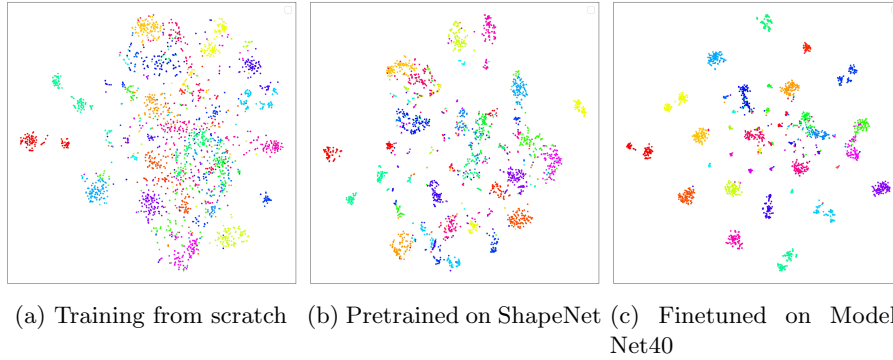 (a) Training from scratch
(b) Pretrained on ShapeNet
(c) Finetuned on Model
Net40